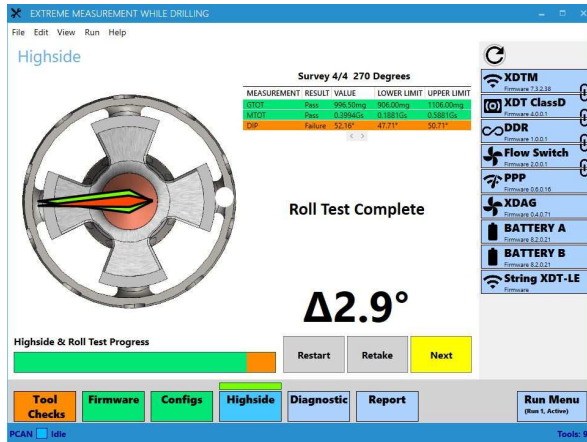 EXTREME MEASUREMENT WHILE DRILLING
File Edit View Run Help
Highside
Survey 4/4 270 Degrees
MEASUREMENT RESULT VALUE LOWER LIMIT UPPER LIMIT
GTOT Pass 996.50mg 906.00mg 1106.00mg
MTOT Pass 0.3994Gs 0.1881Gs 0.5881Gs
DIP Failure 52.16° 47.71° 50.71°
Roll Test Complete
Δ2.9°
Highside & Roll Test Progress
Restart Retake Next
XDTM
Firmware 7.3.2.38
XDT ClassD
Firmware 4.0.0.1
DDR
Firmware 1.0.0.1
Flow Switch
Firmware 2.0.0.1
PPP
Firmware 0.6.0.16
XDAG
Firmware 0.4.0.71
BATTERY A
Firmware 8.2.0.21
BATTERY B
Firmware 8.2.0.21
String XDT-LE
Firmware
Tool Checks Firmware Configs Highside Diagnostic Report Run Menu
(Run 1, Active)
PCAN Idle Tools: 9